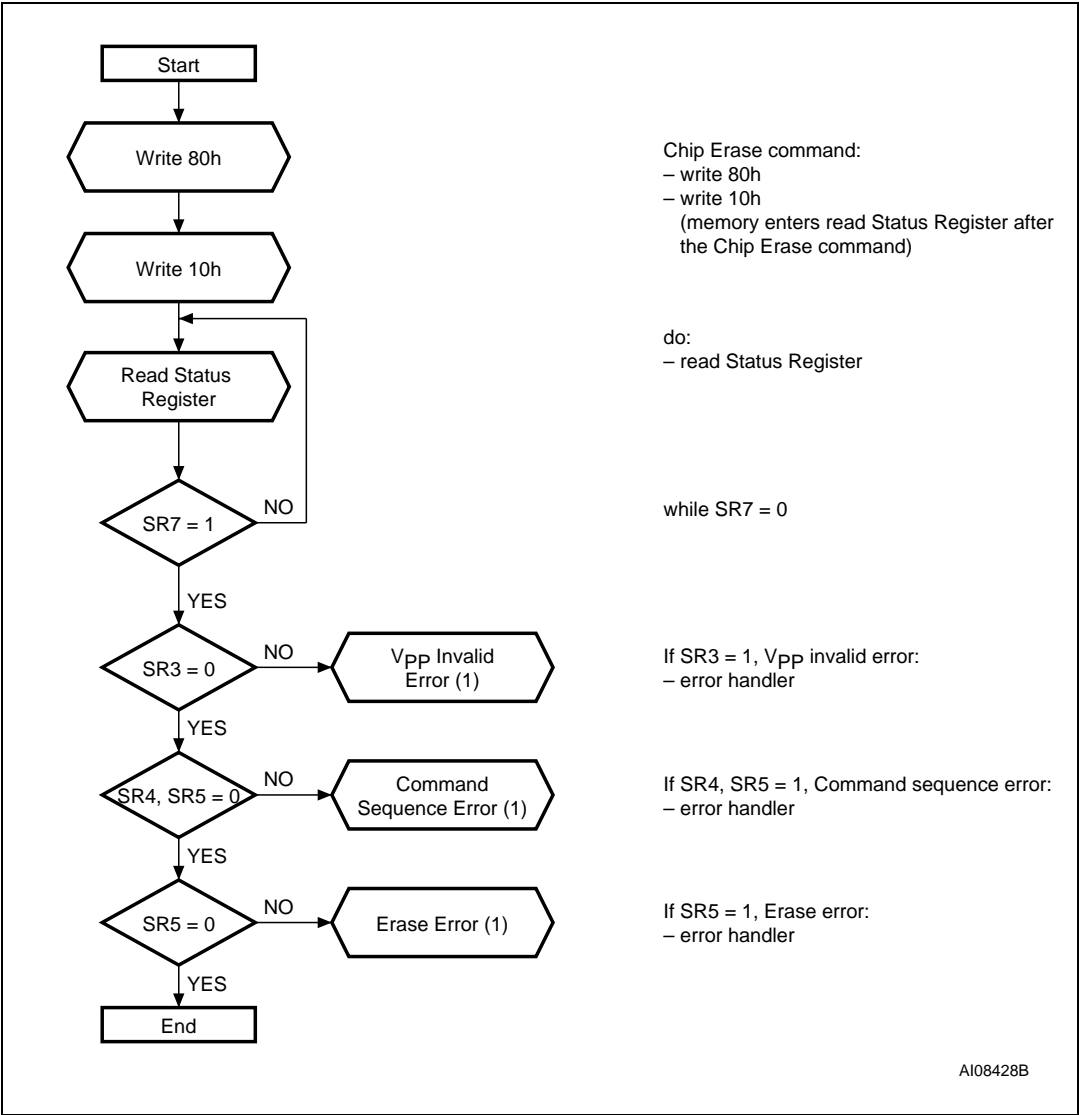 Start
Write 80h
Chip Erase command:
– write 80h
– write 10h
(memory enters read Status Register after
the Chip Erase command)
Write 10h
do:
– read Status Register
Read Status
Register
SR7 = 1
NO
while SR7 = 0
YES
SR3 = 0
NO
VPP Invalid
Error (1)
If SR3 = 1, VPP invalid error:
– error handler
YES
SR4, SR5 = 0
NO
Command
Sequence Error (1)
If SR4, SR5 = 1, Command sequence error:
– error handler
YES
SR5 = 0
NO
Erase Error (1)
If SR5 = 1, Erase error:
– error handler
YES
End
AI08428B